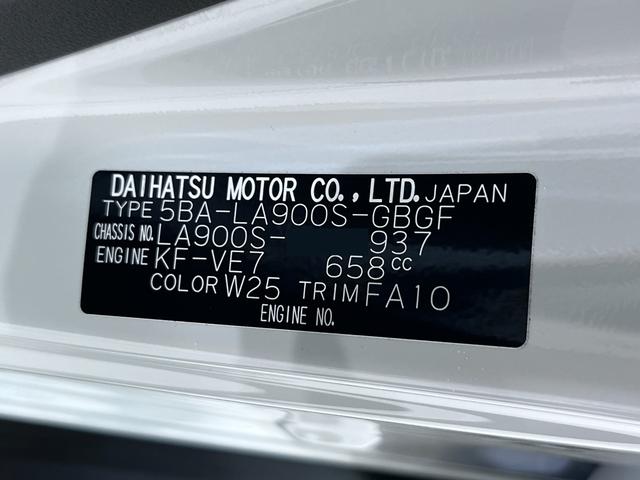 DAIHATSU MOTOR CO., LTD. JAPAN
TYPE 5BA-LA900S-GBGF
CHASSIS NO. LA900S- 937
ENGINE KF-VE7 658cc
COLOR W25 TRIM FA10
ENGINE NO.